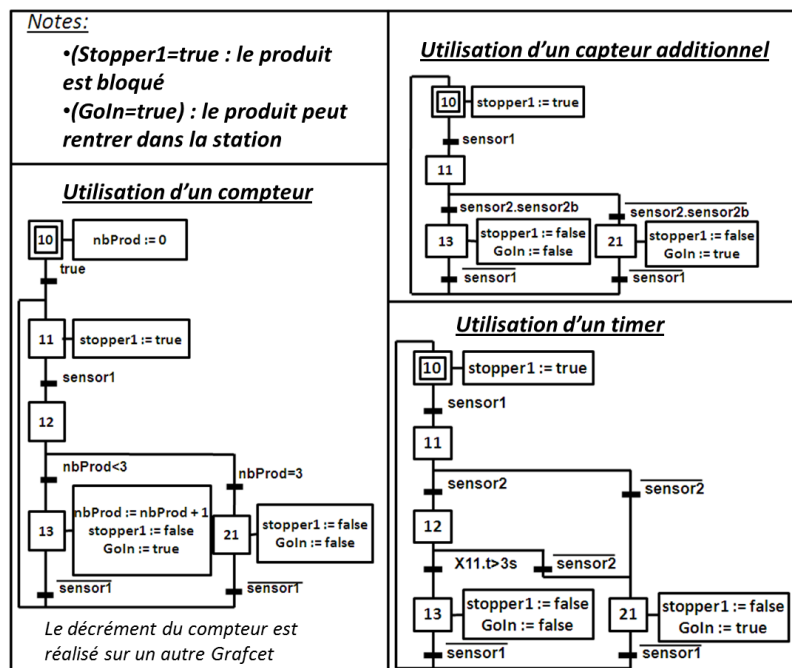 Notes:
•(Stopper1=true : le produit
est bloqué
•(GoIn=true) : le produit peut
rentrer dans la station
Utilisation d'un capteur additionnel
10
stopper1 := true
sensor1
11
sensor2.sensor2b
sensor2.sensor2b
13
stopper1 := false
GoIn := false
21
stopper1 := false
GoIn := true
sensor1
sensor1
Utilisation d'un compteur
10
nbProd := 0
true
11
stopper1 := true
sensor1
12
nbProd<3
nbProd=3
13
nbProd := nbProd + 1
stopper1 := false
GoIn := true
21
stopper1 := false
GoIn := false
sensor1
sensor1
Le décrément du compteur est
réalisé sur un autre Grafcet
Utilisation d'un timer
10
stopper1 := true
sensor1
11
sensor2
sensor2
12
X11.t>3s
sensor2
13
stopper1 := false
GoIn := false
21
stopper1 := false
GoIn := true
sensor1
sensor1